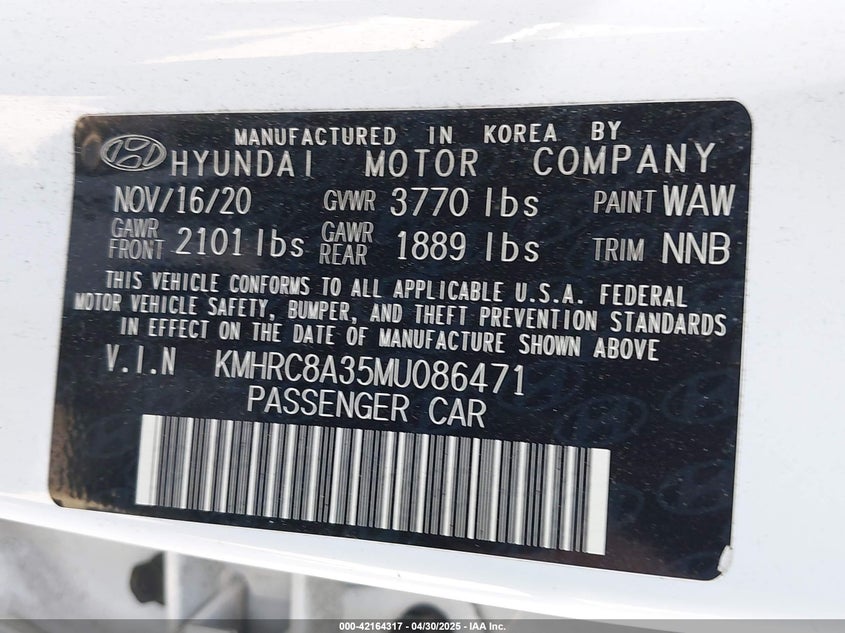 MANUFACTURED IN KOREA BY
HYUNDAI MOTOR COMPANY
NOV/16/20 GVWR 3770 lbs PAINT WAW
GAWR FRONT 2101 lbs GAWR REAR 1889 lbs TRIM NNB
THIS VEHICLE CONFORMS TO ALL APPLICABLE U.S.A. FEDERAL
MOTOR VEHICLE SAFETY, BUMPER, AND THEFT PREVENTION STANDARDS
IN EFFECT ON THE DATE OF MANUFACTURE SHOWN ABOVE
V.I.N KMHRC8A35MU086471
PASSENGER CAR
000-42164317 - 04/30/2025 - IAA Inc.